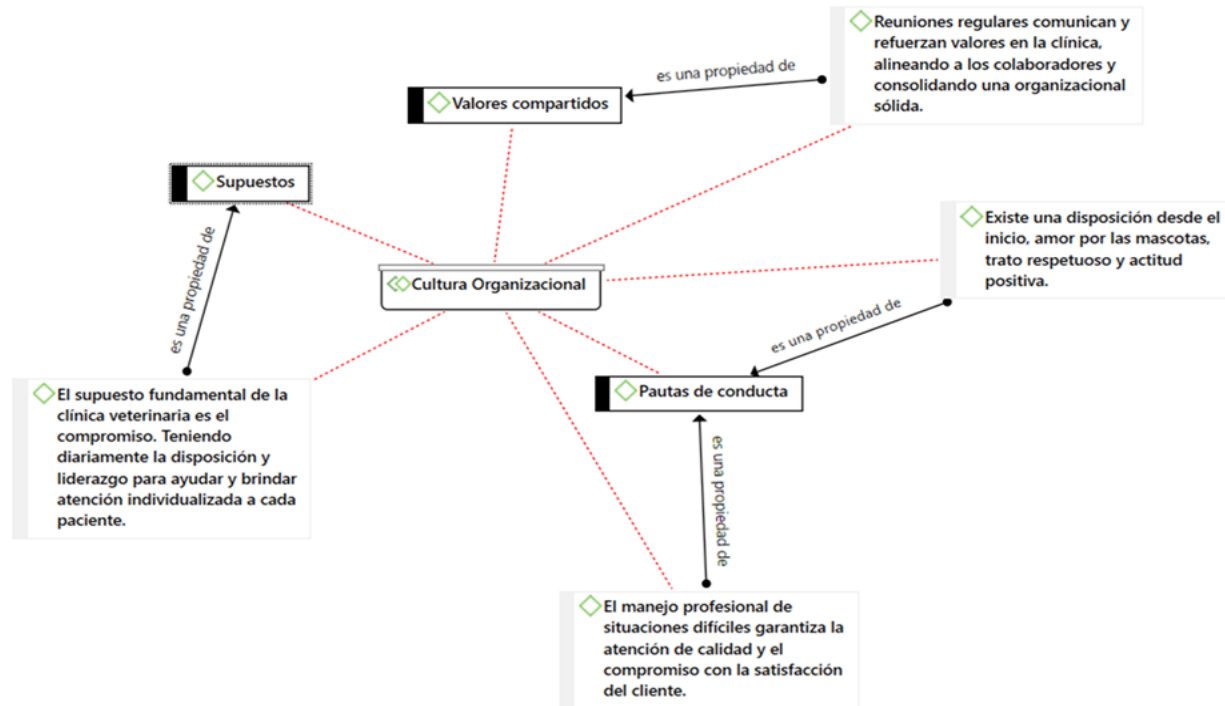 Reuniones regulares comunican y
refuerzan valores en la clínica,
alineando a los colaboradores y
consolidando una organizacional
sólida.
es una propiedad de
Valores compartidos
Supuestos
es una propiedad de
Existe una disposición desde el
inicio, amor por las mascotas,
trato respetuoso y actitud
positiva.
Cultura Organizacional
es una propiedad de
El supuesto fundamental de la
clínica veterinaria es el
compromiso. Teniendo
diariamente la disposición y
liderazgo para ayudar y brindar
atención individualizada a cada
paciente.
Pautas de conducta
es una propiedad de
El manejo profesional de
situaciones difíciles garantiza la
atención de calidad y el
compromiso con la satisfacción
del cliente.